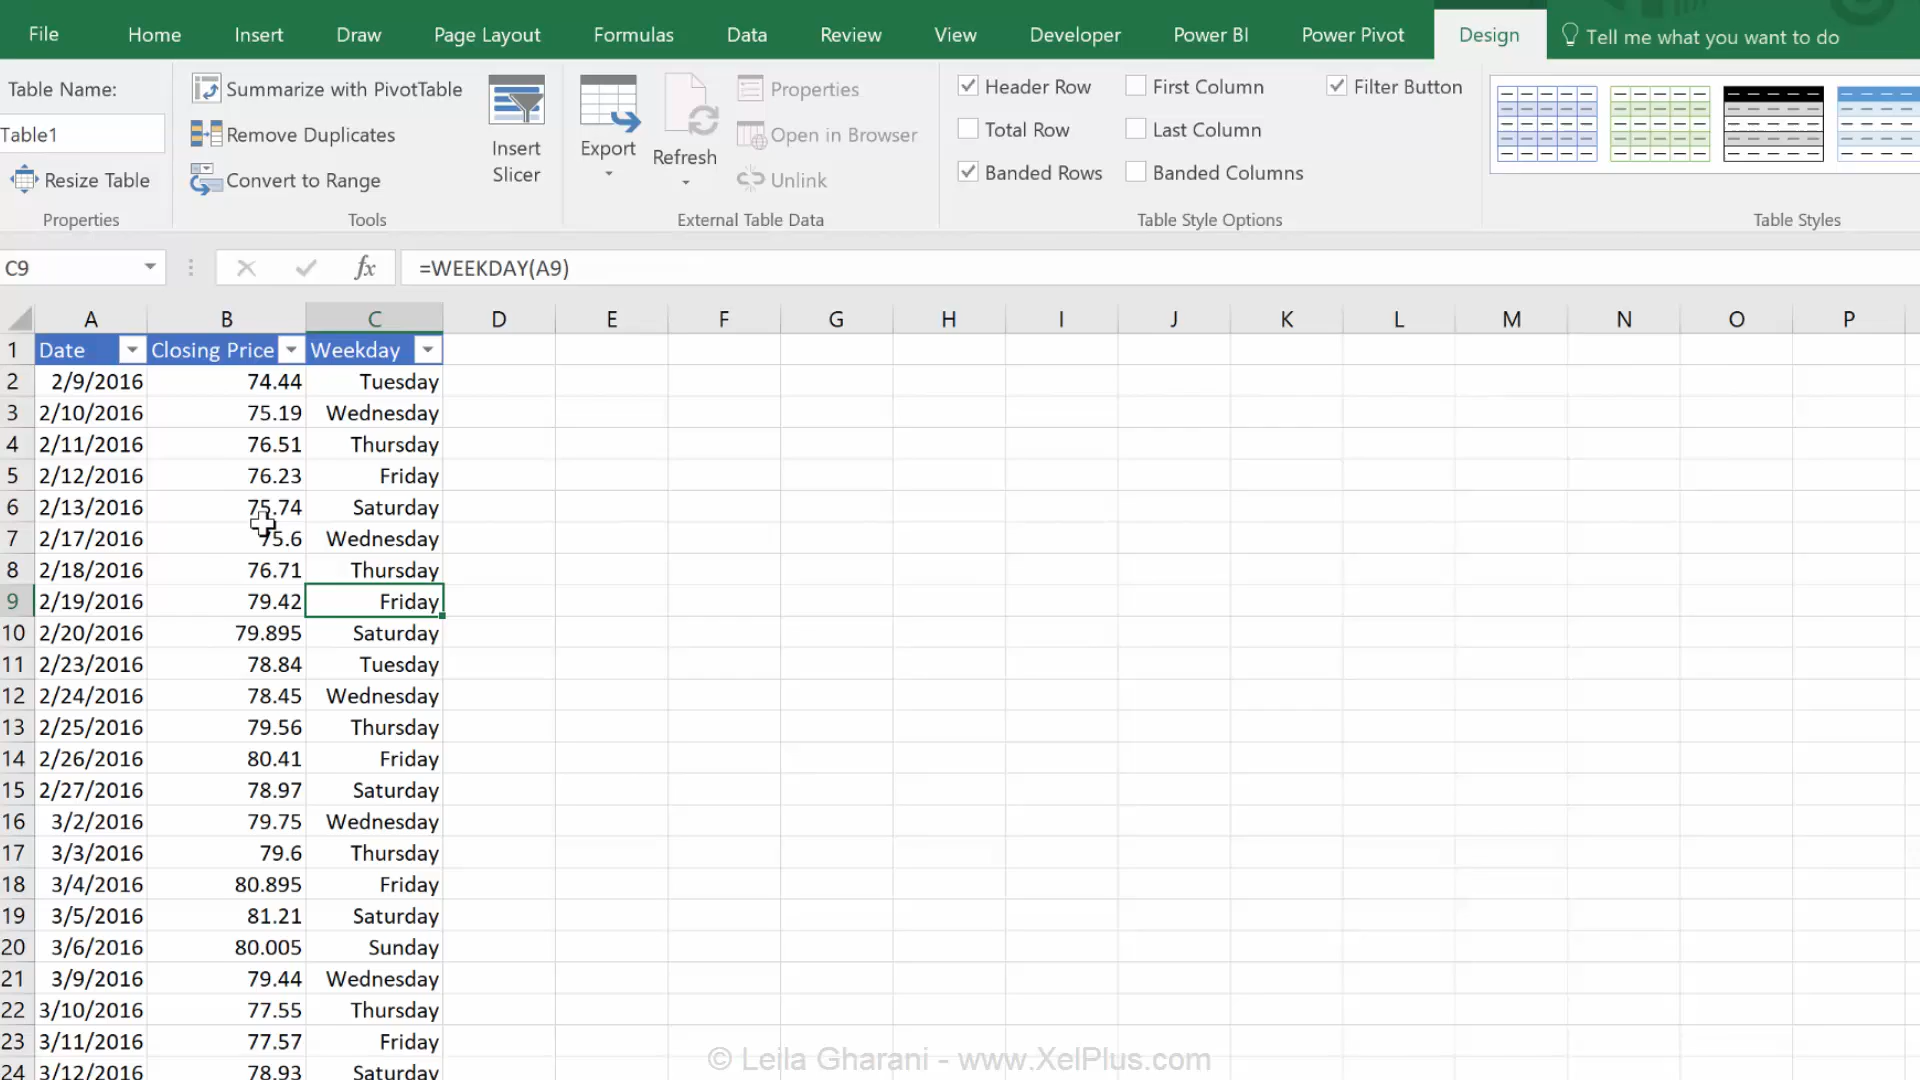 File Home Insert Draw Page Layout Formulas Data Review View Developer Power BI Power Pivot Design Tell me what you want to do
Table Name:
Table1
Resize Table
Properties
Summarize with PivotTable
Remove Duplicates
Convert to Range
Tools
Insert
Slicer
Export
Refresh
Properties
Open in Browser
Unlink
External Table Data
Header Row First Column Filter Button
Total Row Last Column
Banded Rows Banded Columns
Table Style Options
Table Styles
C9 fx =WEEKDAY(A9)
A B C D E F G H I J K L M N O P
1 Date Closing Price Weekday
2 2/9/2016 74.44 Tuesday
3 2/10/2016 75.19 Wednesday
4 2/11/2016 76.51 Thursday
5 2/12/2016 76.23 Friday
6 2/13/2016 75.74 Saturday
7 2/17/2016 75.6 Wednesday
8 2/18/2016 76.71 Thursday
9 2/19/2016 79.42 Friday
10 2/20/2016 79.895 Saturday
11 2/23/2016 78.84 Tuesday
12 2/24/2016 78.45 Wednesday
13 2/25/2016 79.56 Thursday
14 2/26/2016 80.41 Friday
15 2/27/2016 78.97 Saturday
16 3/2/2016 79.75 Wednesday
17 3/3/2016 79.6 Thursday
18 3/4/2016 80.895 Friday
19 3/5/2016 81.21 Saturday
20 3/6/2016 80.005 Sunday
21 3/9/2016 79.44 Wednesday
22 3/10/2016 77.55 Thursday
23 3/11/2016 77.57 Friday
24 3/12/2016 78.93 Saturday
© Leila Gharani - www.XelPlus.com